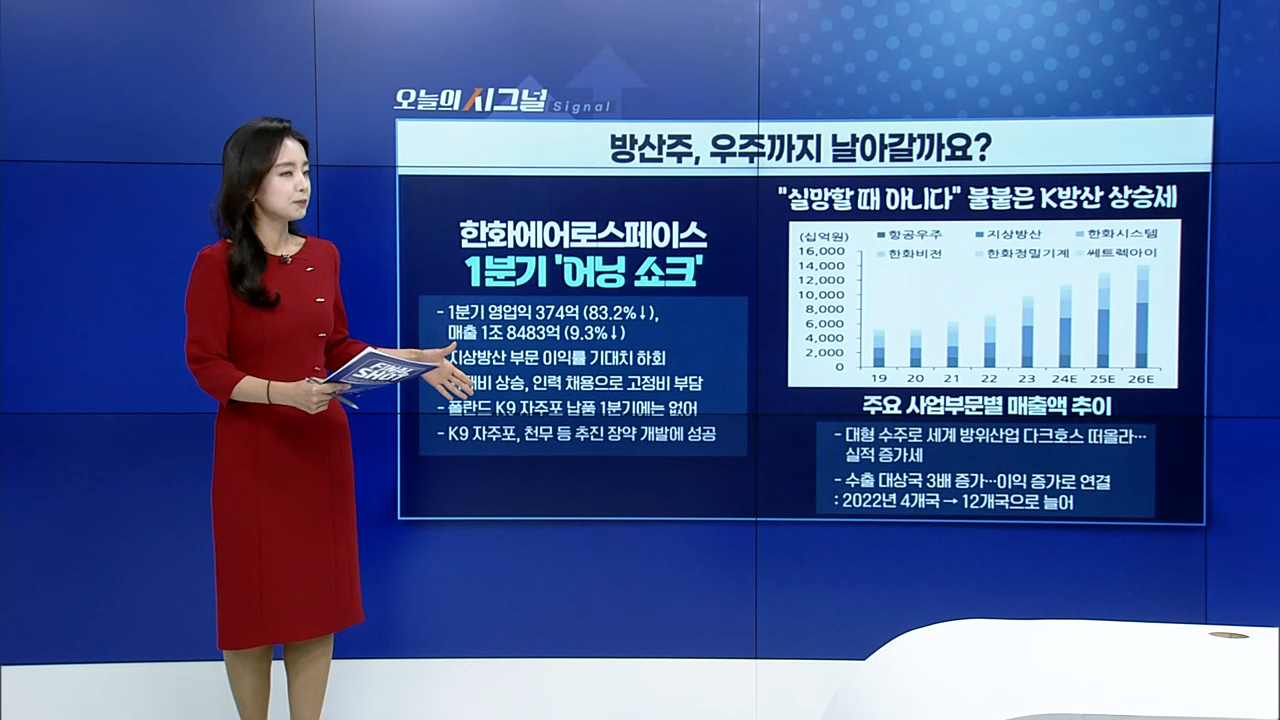 오늘의 시그널 Signal
방산주, 우주까지 날아갈까요?
한화에어로스페이스
1분기 '어닝 쇼크'
- 1분기 영업익 374억 (83.2%↓),
매출 1조 8483억 (9.3%↓)
지상방산 부문 이익률 기대치 하회
상승, 인력 채용으로 고정비 부담
- 폴란드 K9 자주포 납품 1분기에는 없어
- K9 자주포, 천무 등 추진 장약 개발에 성공
"실망할 때 아니다" 불붙은 K방산 상승세
(십억원)
■ 항공우주 ■ 지상방산 ■ 한화시스템
■ 한화비전 ■ 한화정밀기계 ■ 쎄트렉아이
16,000
14,000
12,000
10,000
8,000
6,000
4,000
2,000
0
19 20 21 22 23 24E 25E 26E
주요 사업부문별 매출액 추이
- 대형 수주로 세계 방위산업 다크호스 떠올라…
실적 증가세
- 수출 대상국 3배 증가…이익 증가로 연결
: 2022년 4개국 → 12개국으로 늘어